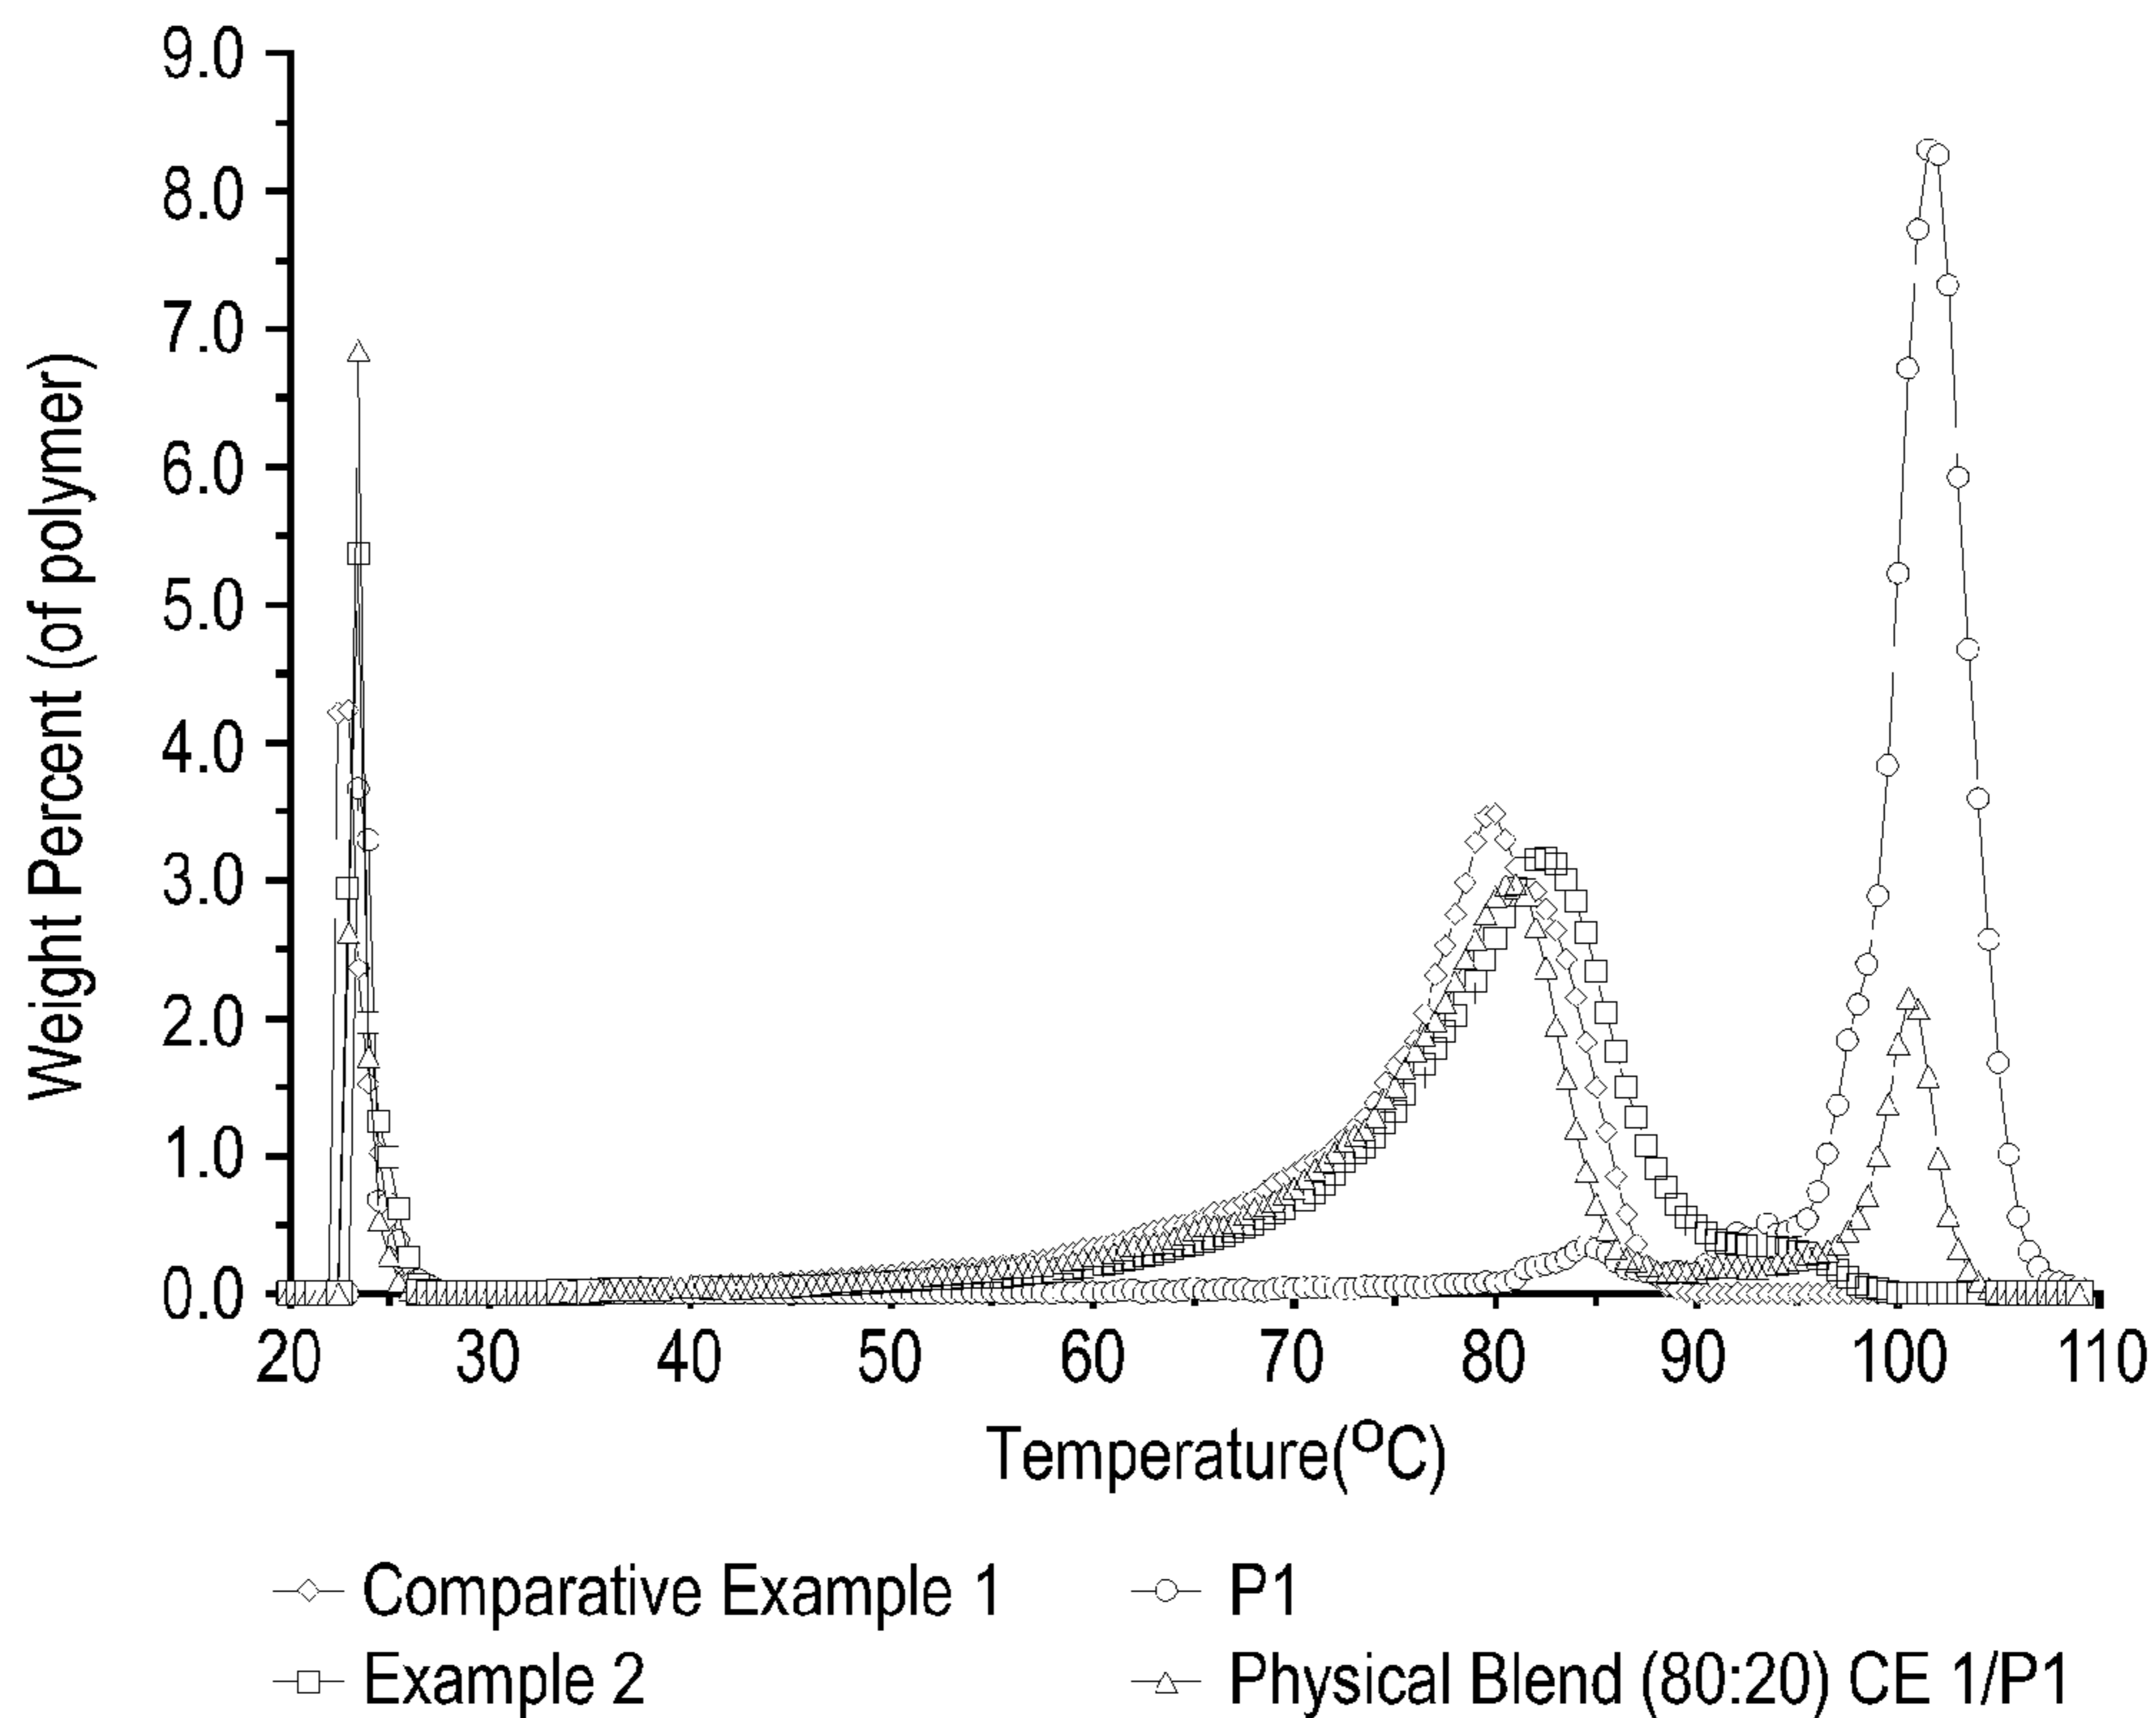 Weight Percent (of polymer)
9.0
8.0
7.0
6.0
5.0
4.0
3.0
2.0
1.0
0.0
20 30 40 50 60 70 80 90 100 110
Temperature(°C)
Comparative Example 1
P1
Example 2
Physical Blend (80:20) CE 1/P1